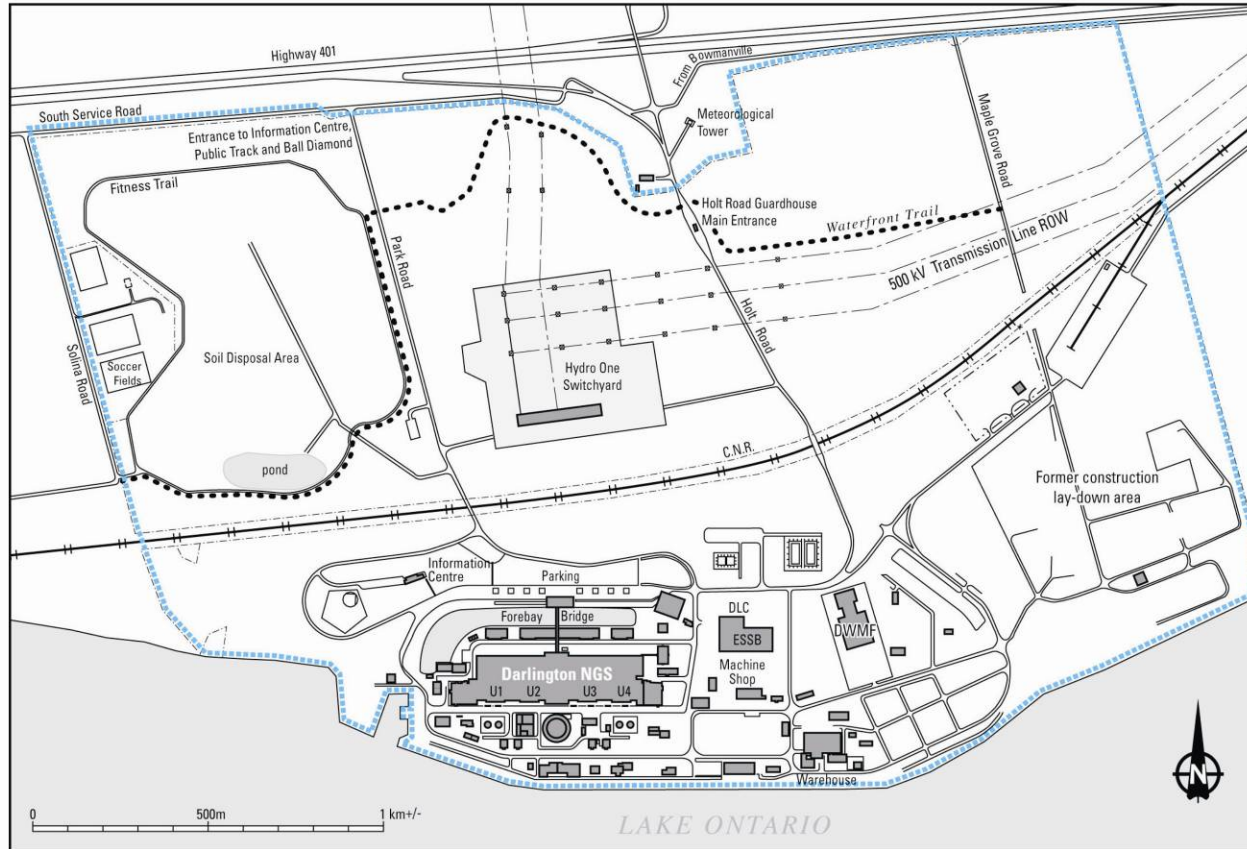 Highway 401
From Bowmanville
South Service Road
Entrance to Information Centre,
Public Track and Ball Diamond
Meteorological
Tower
Maple Grove Road
Fitness Trail
Holt Road Guardhouse
Main Entrance
Waterfront Trail
Park Road
500 kV Transmission Line ROW
Solina Road
Soccer
Fields
Soil Disposal Area
Hydro One
Switchyard
Holt Road
pond
C.N.R.
Former construction
lay-down area
Information
Centre
Parking
Forebay
Bridge
DLC
ESSB
DWMF
Machine
Shop
Darlington NGS
U1 U2 U3 U4
Warehouse
N
0 500m 1 km+/-
LAKE ONTARIO